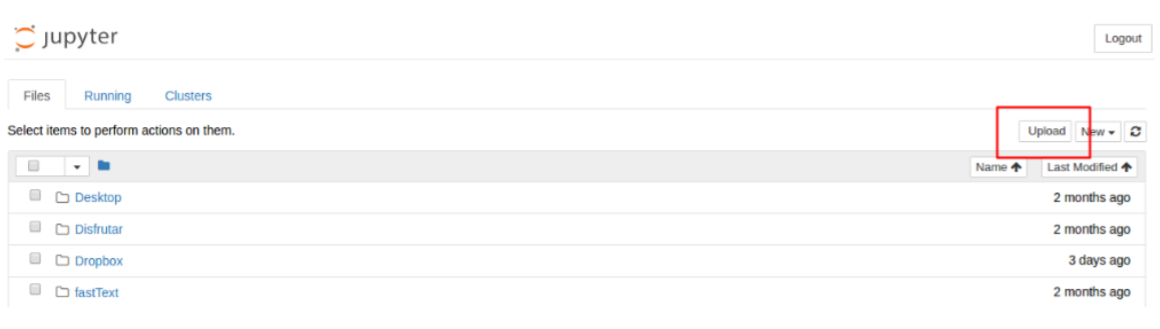 jupyter
Logout
Files Running Clusters
Select items to perform actions on them.
Upload New
Name Last Modified
Desktop 2 months ago
Disfrutar 2 months ago
Dropbox 3 days ago
fastText 2 months ago